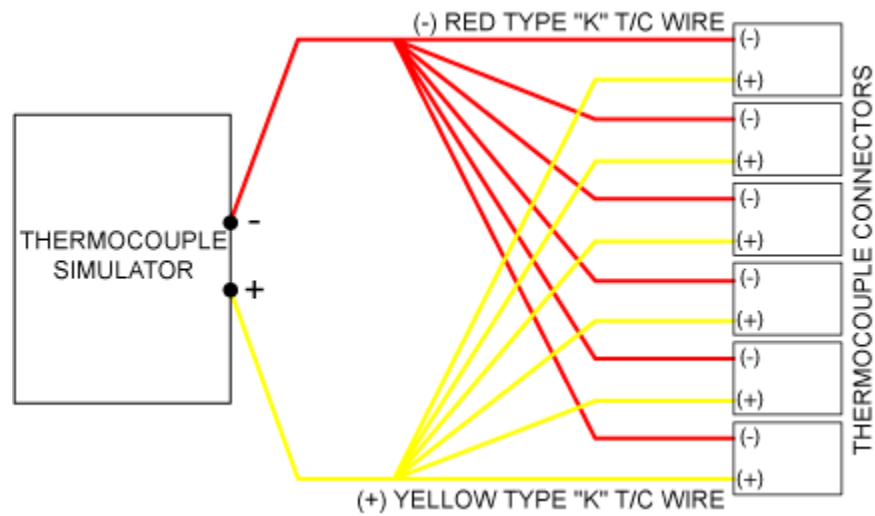 (-) RED TYPE "K" T/C WIRE
(-)
(+)
(-)
(+)
(-)
(+)
(-)
(+)
(-)
(+)
(-)
(+)
THERMOCOUPLE CONNECTORS
-
THERMOCOUPLE
SIMULATOR
+
(+) YELLOW TYPE "K" T/C WIRE